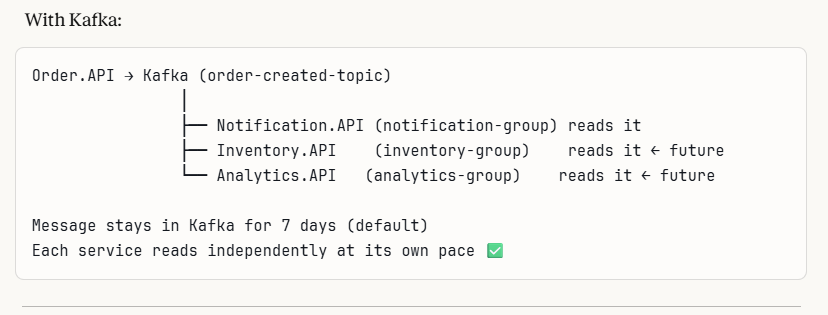 With Kafka:
Order.API → Kafka (order-created-topic)
│
├── Notification.API (notification-group) reads it
├── Inventory.API    (inventory-group)    reads it ← future
└── Analytics.API   (analytics-group)    reads it ← future
Message stays in Kafka for 7 days (default)
Each service reads independently at its own pace ✅